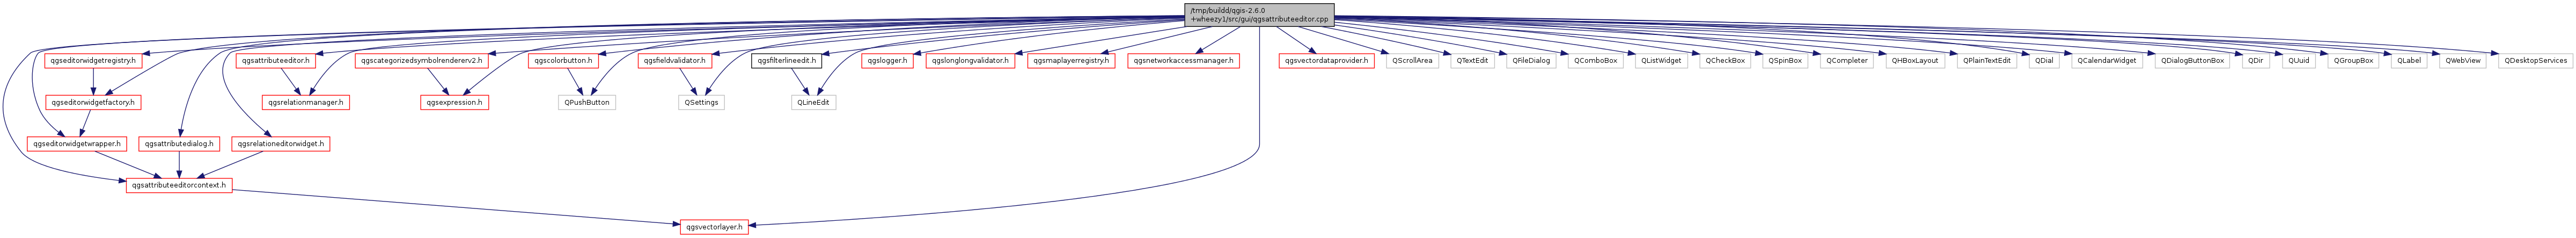 /tmp/buildd/qgis-2.6.0
+wheezy1/src/gui/qgsattributeeditor.cpp
qgseditorwidgetregistry.h
qgsattributeeditor.h
qgscategorizedsymbolrendererv2.h
qgscolorbutton.h
qgsfieldvalidator.h
qgsfilterlineedit.h
qgslogger.h
qgslonglongvalidator.h
qgsmaplayerregistry.h
qgsnetworkaccessmanager.h
qgsvectordataprovider.h
QScrollArea
QTextEdit
QFileDialog
QComboBox
QListWidget
QCheckBox
QSpinBox
QCompleter
QHBoxLayout
QPlainTextEdit
QDial
QCalendarWidget
QDialogButtonBox
QDir
QUuid
QGroupBox
QLabel
QWebView
QDesktopServices
qgseditorwidgetfactory.h
qgsrelationmanager.h
qgsexpression.h
QPushButton
QSettings
QLineEdit
qgseditorwidgetwrapper.h
qgsattributedialog.h
qgsrelationeditorwidget.h
qgsattributeeditorcontext.h
qgsvectorlayer.h